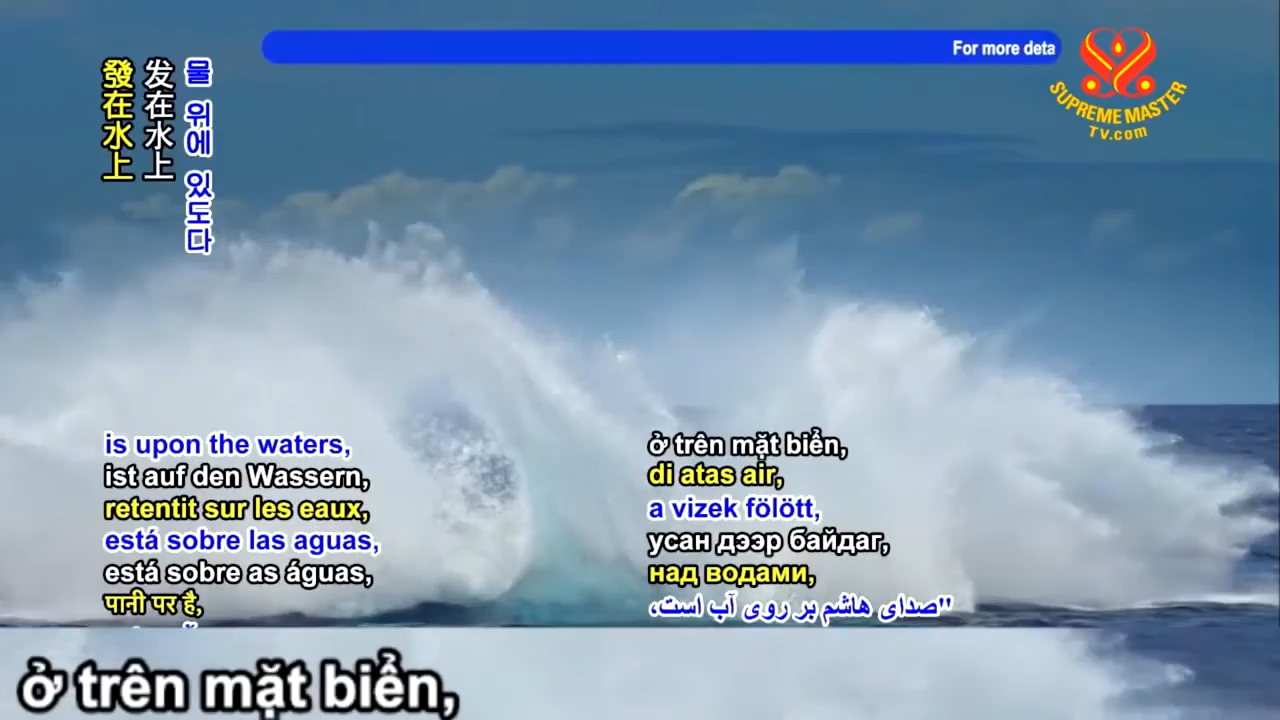 For more deta
SUPREME MASTER
TV.com
發在水上
发在水上
물 위에 있도다
is upon the waters,
ist auf den Wassern,
retentit sur les eaux,
está sobre las aguas,
está sobre as águas,
पानी पर है,
ở trên mặt biển,
di atas air,
a vizek fölött,
усан дээр байдаг,
над водами,
"صدای هاشم بر روی آب است،
ở trên mặt biển,